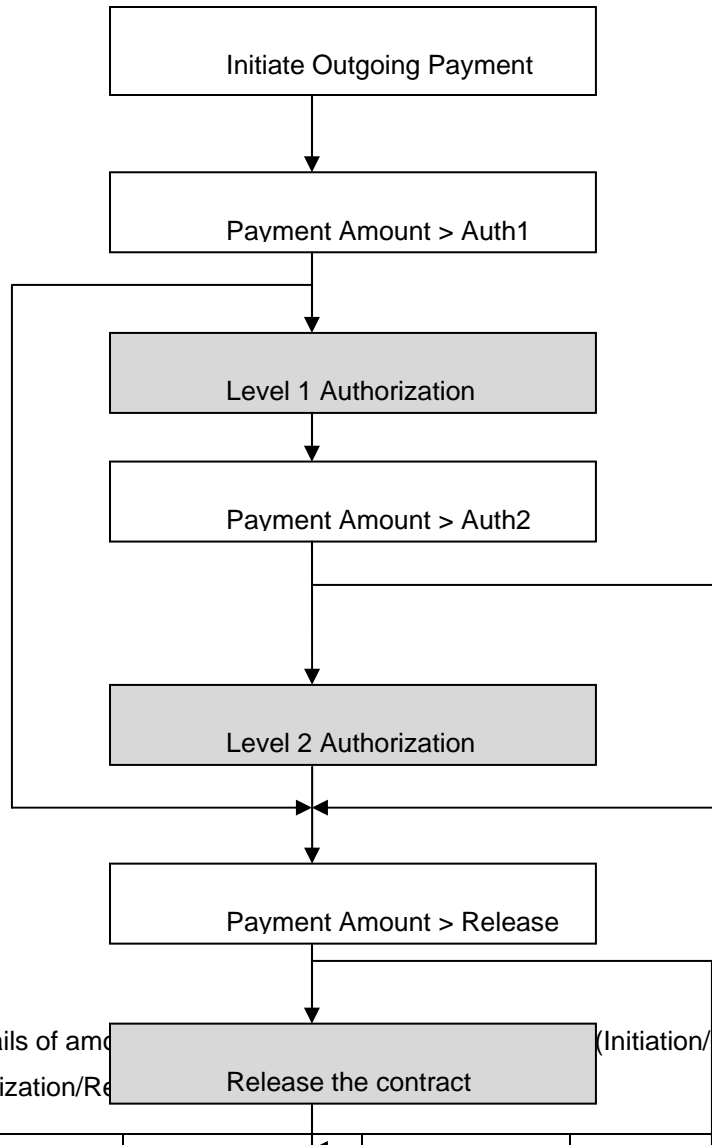 Initiate Outgoing Payment
Payment Amount > Auth1
Level 1 Authorization
Payment Amount > Auth2
Level 2 Authorization
Payment Amount > Release
(Initiation/
Release the contract